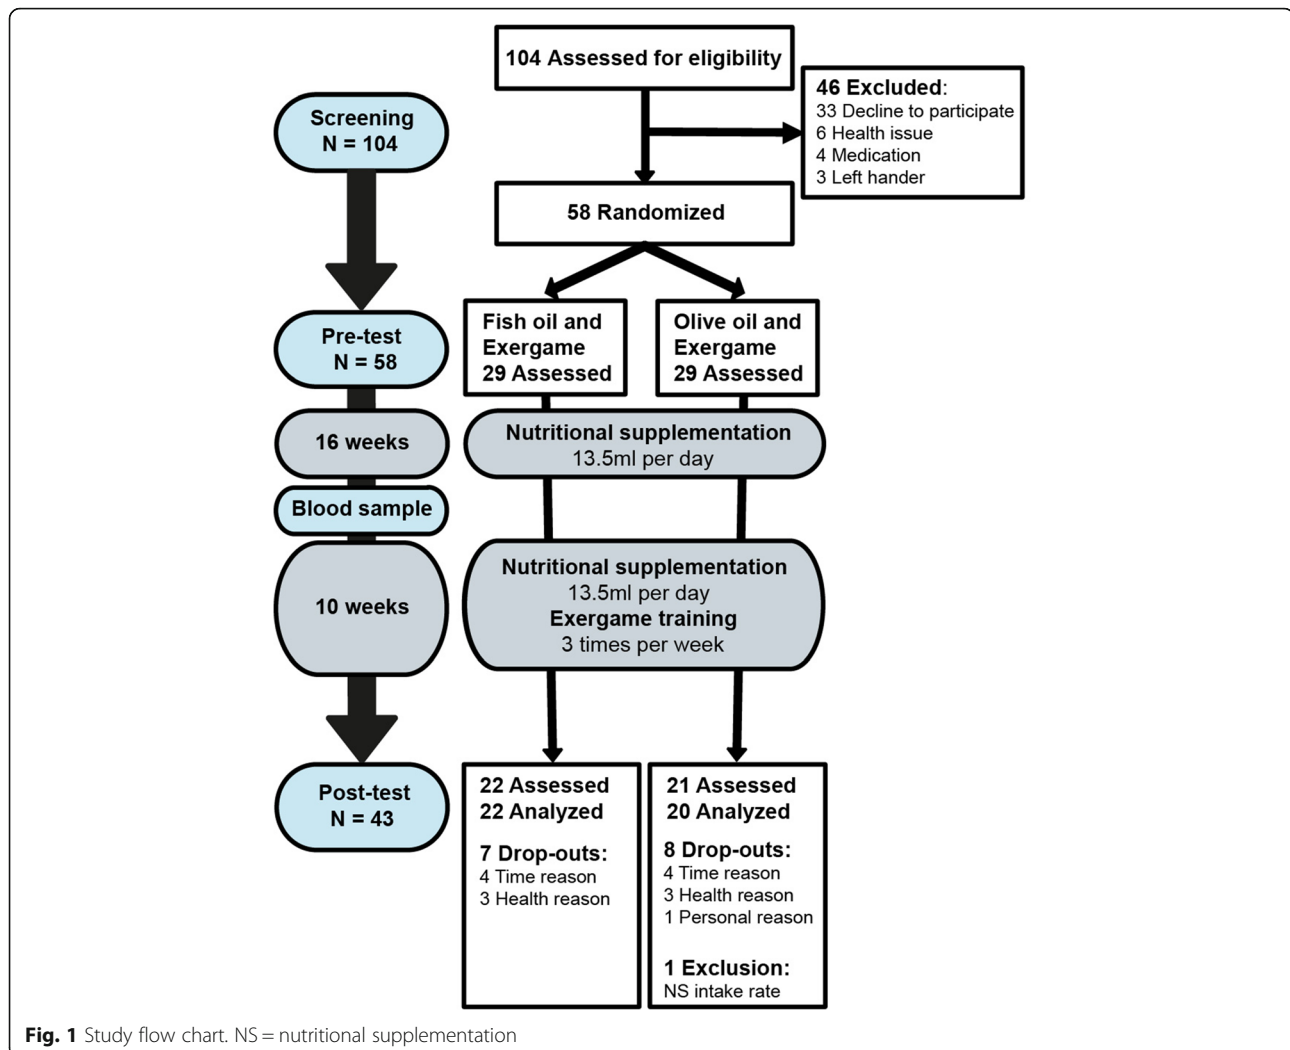 104 Assessed for eligibility
46 Excluded:
33 Decline to participate
6 Health issue
4 Medication
3 Left hander
Screening
N = 104
58 Randomized
Pre-test
N = 58
Fish oil and
Exergame
29 Assessed
Olive oil and
Exergame
29 Assessed
16 weeks
Nutritional supplementation
13.5ml per day
Blood sample
10 weeks
Nutritional supplementation
13.5ml per day
Exergame training
3 times per week
Post-test
N = 43
22 Assessed
22 Analyzed
7 Drop-outs:
4 Time reason
3 Health reason
21 Assessed
20 Analyzed
8 Drop-outs:
4 Time reason
3 Health reason
1 Personal reason
1 Exclusion:
NS intake rate
Fig. 1 Study flow chart. NS = nutritional supplementation